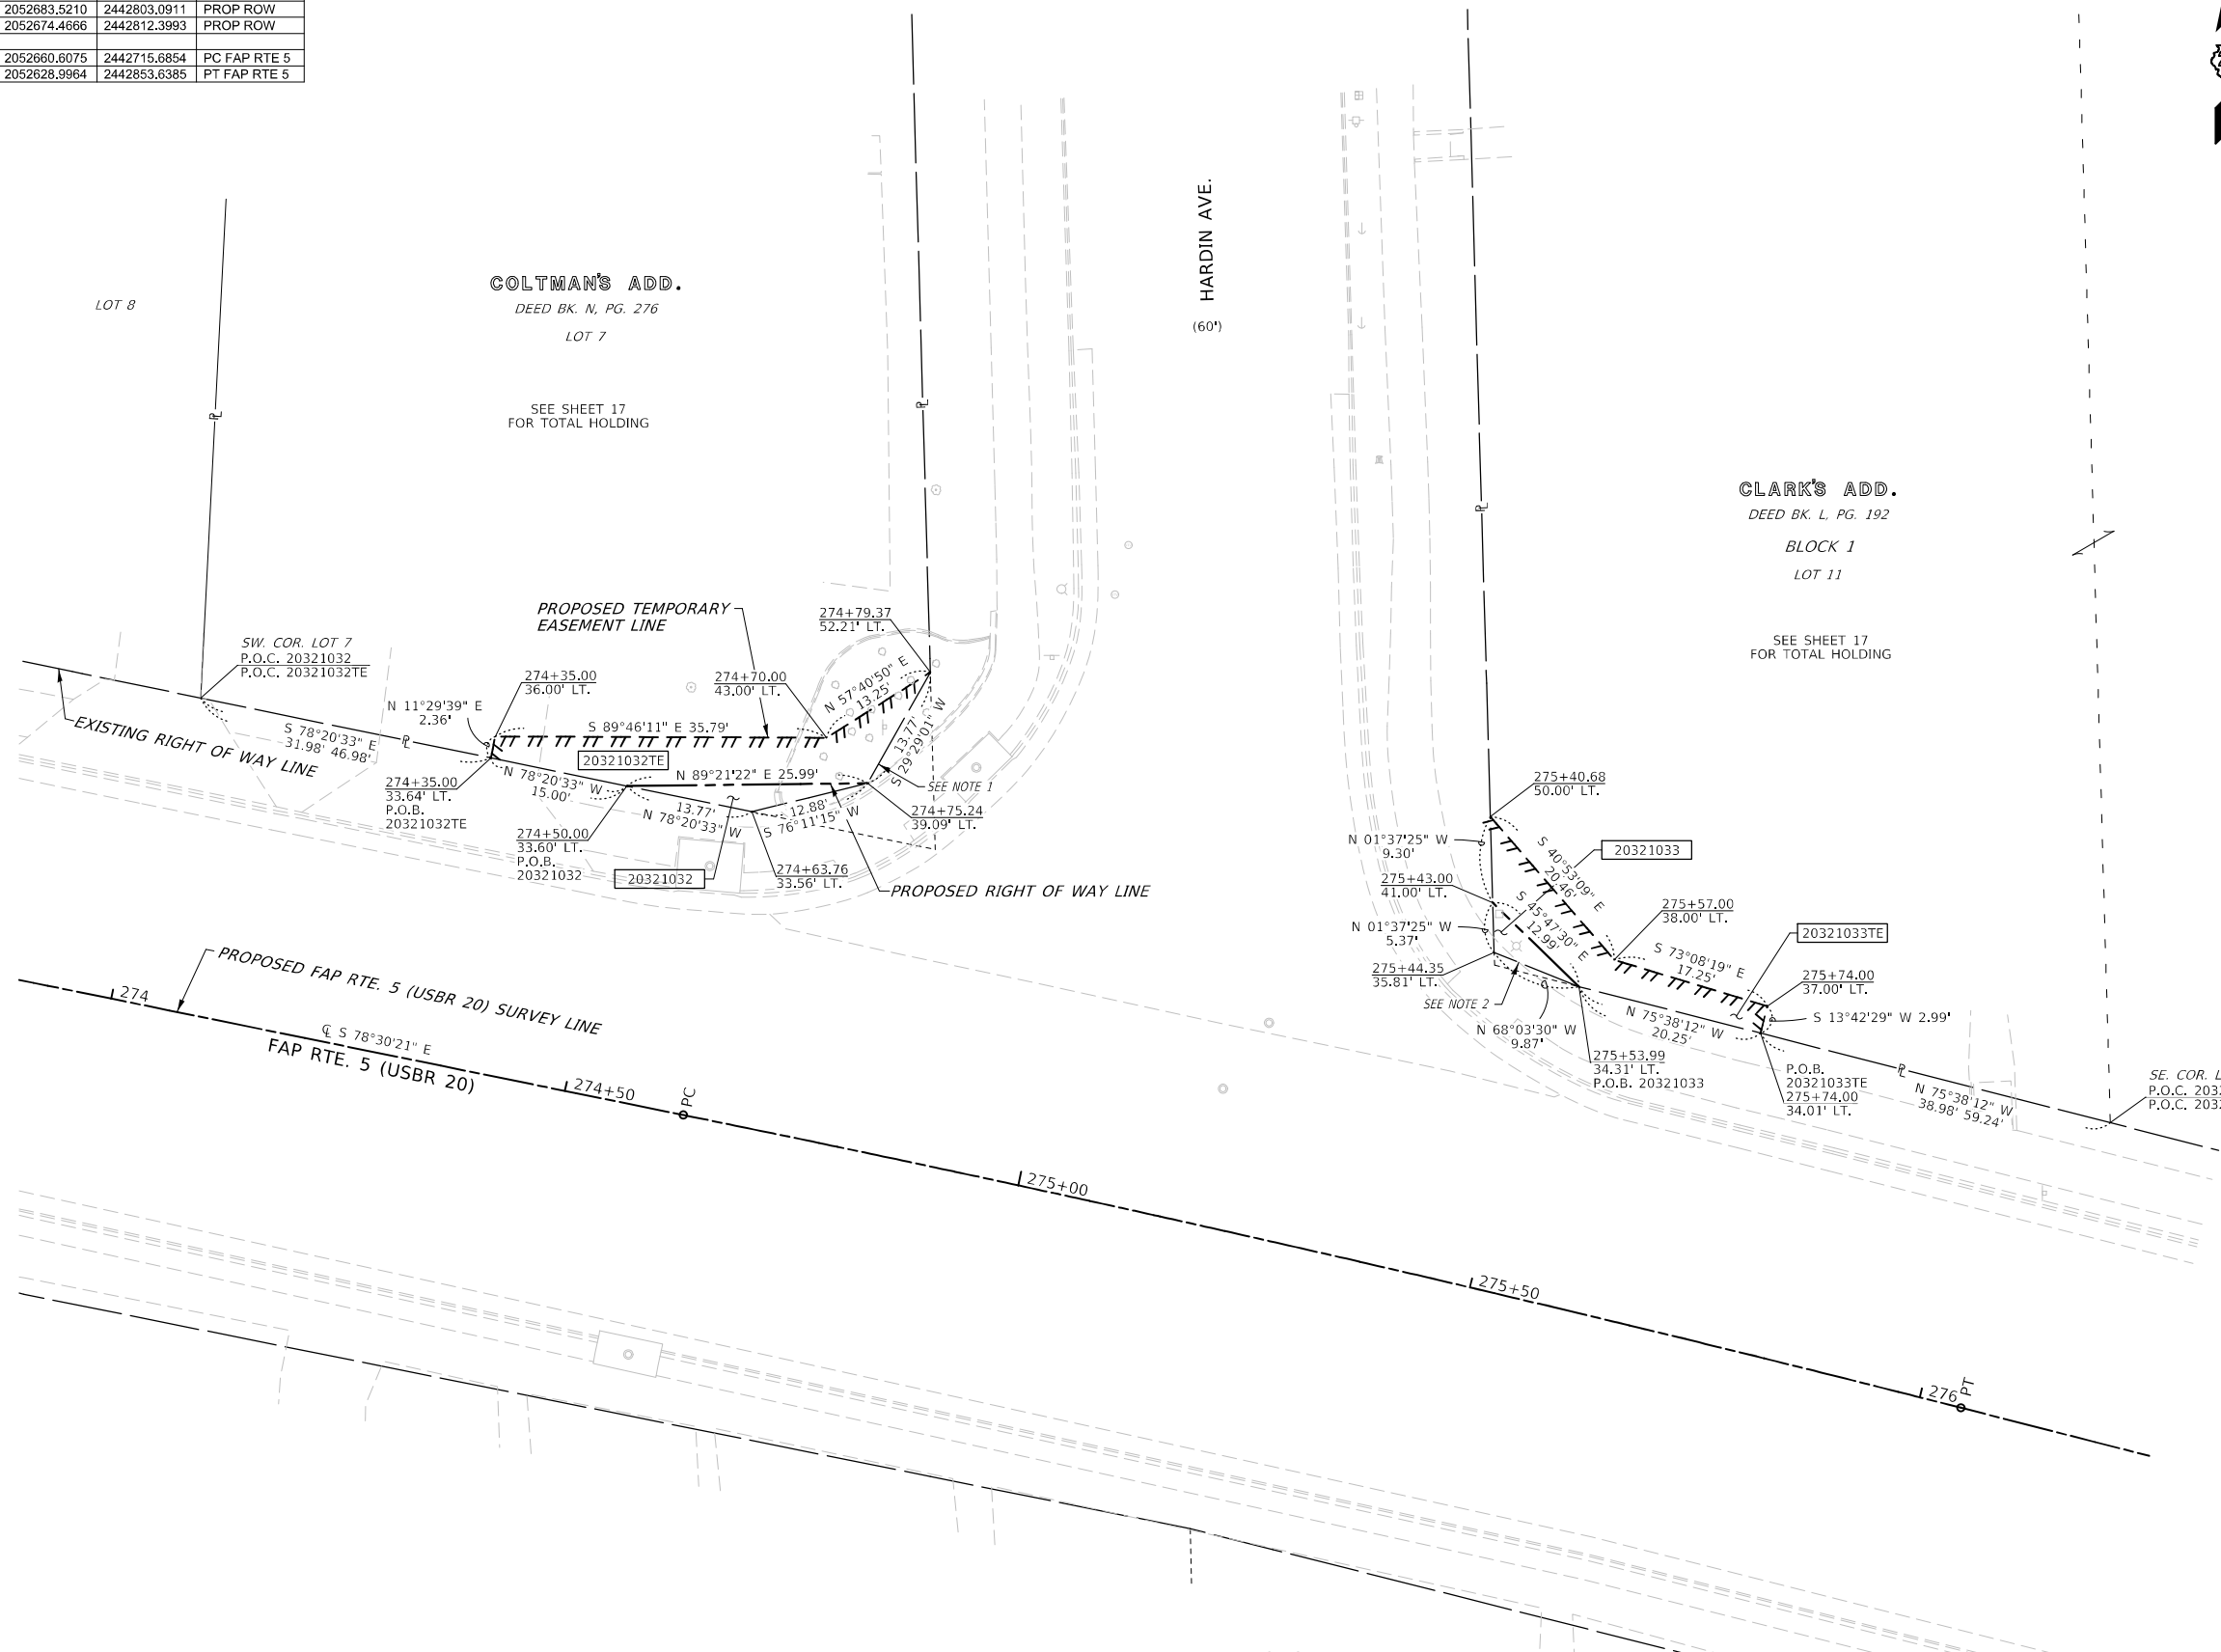 2052683.5210 2442803.0911 PROP ROW
2052674.4666 2442812.3993 PROP ROW
2052660.6075 2442715.6854 PC FAP RTE 5
2052628.9964 2442853.6385 PT FAP RTE 5
LOT 8
COLTMAN'S ADD.
DEED BK. N, PG. 276
LOT 7
SEE SHEET 17
FOR TOTAL HOLDING
HARDIN AVE.
(60')
CLARK'S ADD.
DEED BK. L, PG. 192
BLOCK 1
LOT 11
SEE SHEET 17
FOR TOTAL HOLDING
PL
PL
PL
PROPOSED TEMPORARY
EASEMENT LINE
274+79.37
52.21' LT.
SW. COR. LOT 7
P.O.C. 20321032
P.O.C. 20321032TE
274+35.00
36.00' LT.
274+70.00
43.00' LT.
N 57°40'50" E
13.25'
N 11°29'39" E
2.36'
S 89°46'11" E 35.79'
EXISTING RIGHT OF WAY LINE
S 78°20'33" E
31.98' 46.98'
PL
20321032TE
13.77'
S 29°29'01" W
274+35.00
33.64' LT.
P.O.B.
20321032TE
N 78°20'33" W
15.00'
N 89°21'22" E 25.99'
SEE NOTE 1
13.77'
N 78°20'33" W
12.88'
S 76°11'15" W
274+75.24
39.09' LT.
274+50.00
33.60' LT.
P.O.B.
20321032
20321032
274+63.76
33.56' LT.
PROPOSED RIGHT OF WAY LINE
275+40.68
50.00' LT.
N 01°37'25" W
9.30'
S 40°53'09" E
20.46'
20321033
275+43.00
41.00' LT.
S 45°47'30" E
12.99'
275+57.00
38.00' LT.
N 01°37'25" W
5.37'
S 73°08'19" E
17.25'
20321033TE
275+44.35
35.81' LT.
275+74.00
37.00' LT.
SEE NOTE 2
N 68°03'30" W
9.87'
N 75°38'12" W
20.25'
S 13°42'29" W 2.99'
275+53.99
34.31' LT.
P.O.B. 20321033
P.O.B.
20321033TE
275+74.00
34.01' LT.
PL
N 75°38'12" W
38.98' 59.24'
SE. COR. L
P.O.C. 203
P.O.C. 203
PROPOSED FAP RTE. 5 (USBR 20) SURVEY LINE
274
CL S 78°30'21" E
FAP RTE. 5 (USBR 20)
274+50
PC
275+00
275+50
276
PT